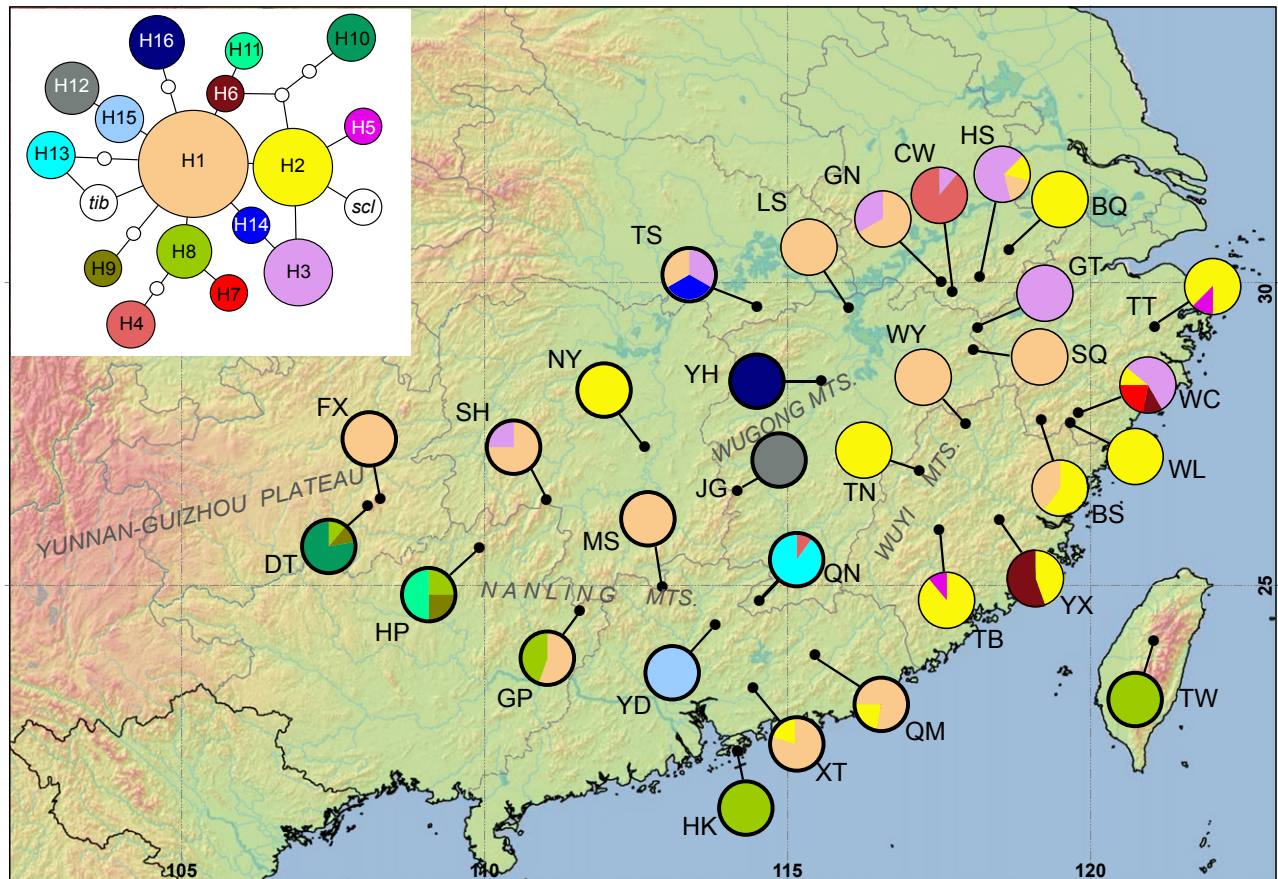 H16
H11
H10
H12
H6
H15
H5
H13
H1
H2
tib
scl
H14
H9
H8
H3
H7
H4
HS
CW
GN
LS
BQ
TS
GT
30
TT
WY
SQ
NY
YH
WUGONG MTS.
WC
FX
SH
MTS.
WL
JG
TN
YUNNAN-GUIZHOU PLATEAU
BS
MS
WUYI
DT
QN
25
NANLING MTS.
HP
TB
YX
GP
YD
TW
QM
XT
HK
105
110
115
120